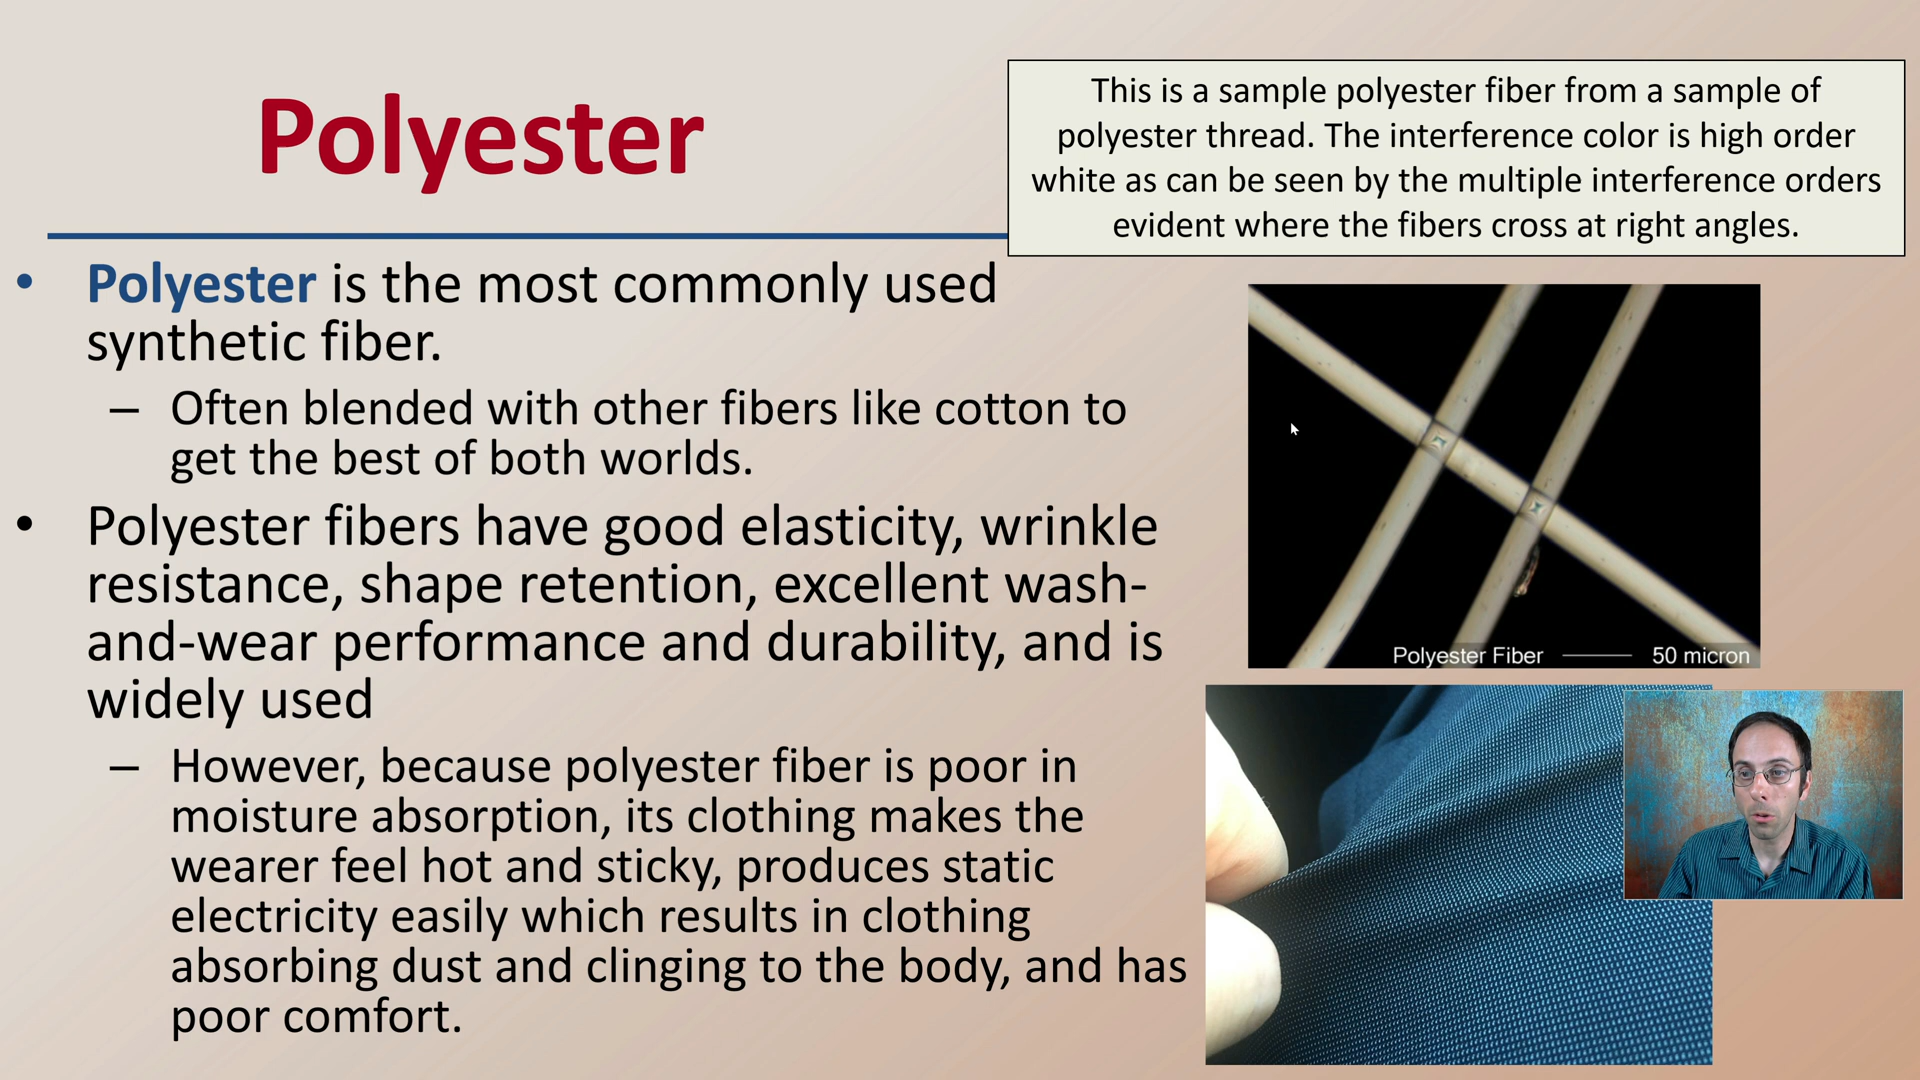 Polyester
This is a sample polyester fiber from a sample of
polyester thread. The interference color is high order
white as can be seen by the multiple interference orders
evident where the fibers cross at right angles.
• Polyester is the most commonly used
synthetic fiber.
– Often blended with other fibers like cotton to
get the best of both worlds.
• Polyester fibers have good elasticity, wrinkle
resistance, shape retention, excellent wash-
and-wear performance and durability, and is
widely used
– However, because polyester fiber is poor in
moisture absorption, its clothing makes the
wearer feel hot and sticky, produces static
electricity easily which results in clothing
absorbing dust and clinging to the body, and has
poor comfort.
Polyester Fiber 50 micron